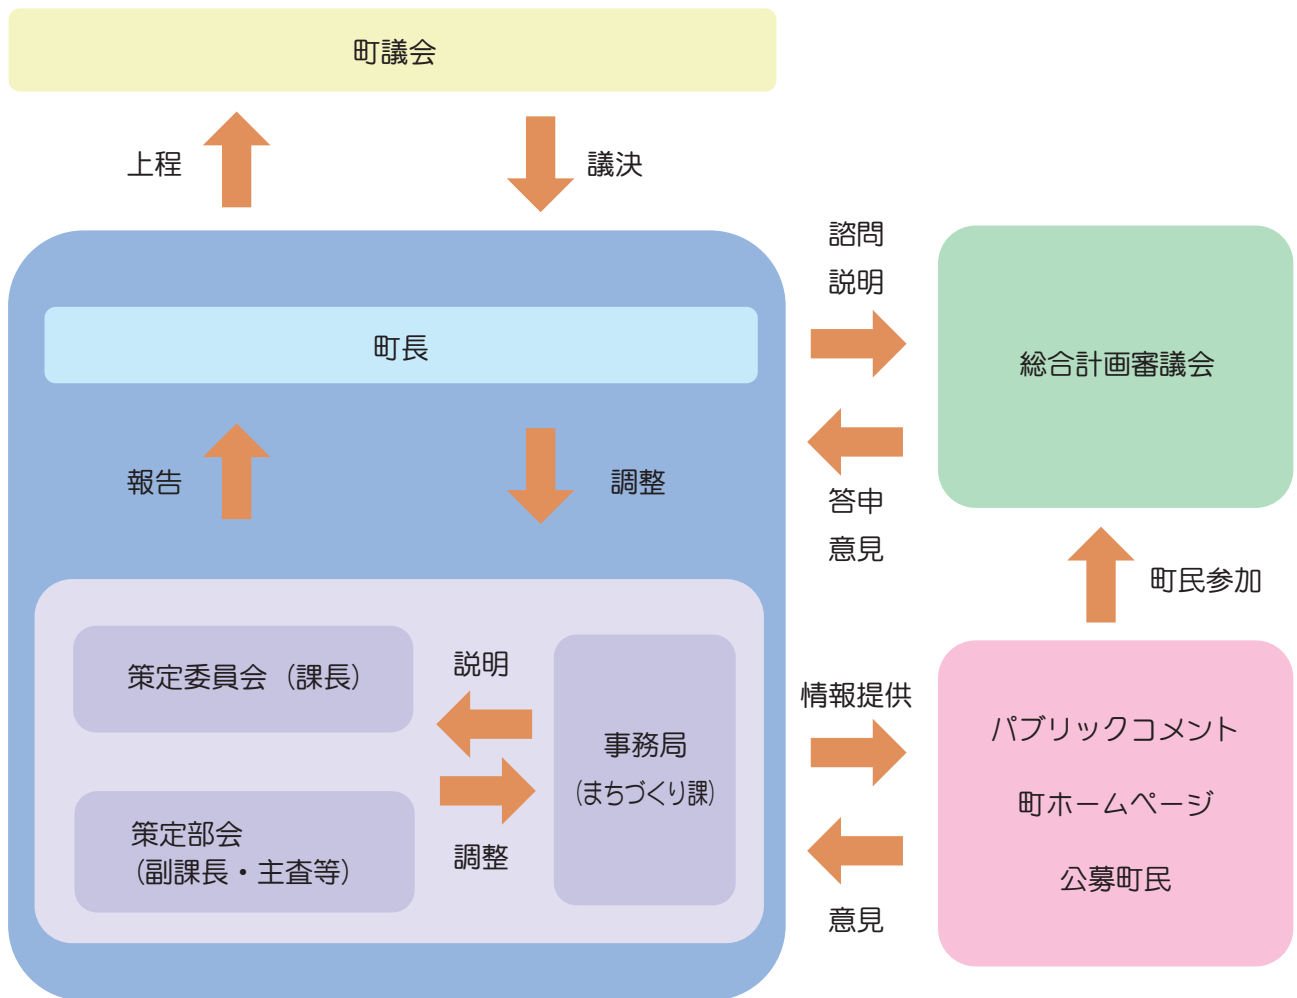 町議会
上程
議決
諮問
説明
町長
総合計画審議会
報告
調整
答申
意見
町民参加
策定委員会（課長）
説明
事務局
（まちづくり課）
策定部会
（副課長・主査等）
調整
情報提供
パブリックコメント
町ホームページ
公募町民
意見